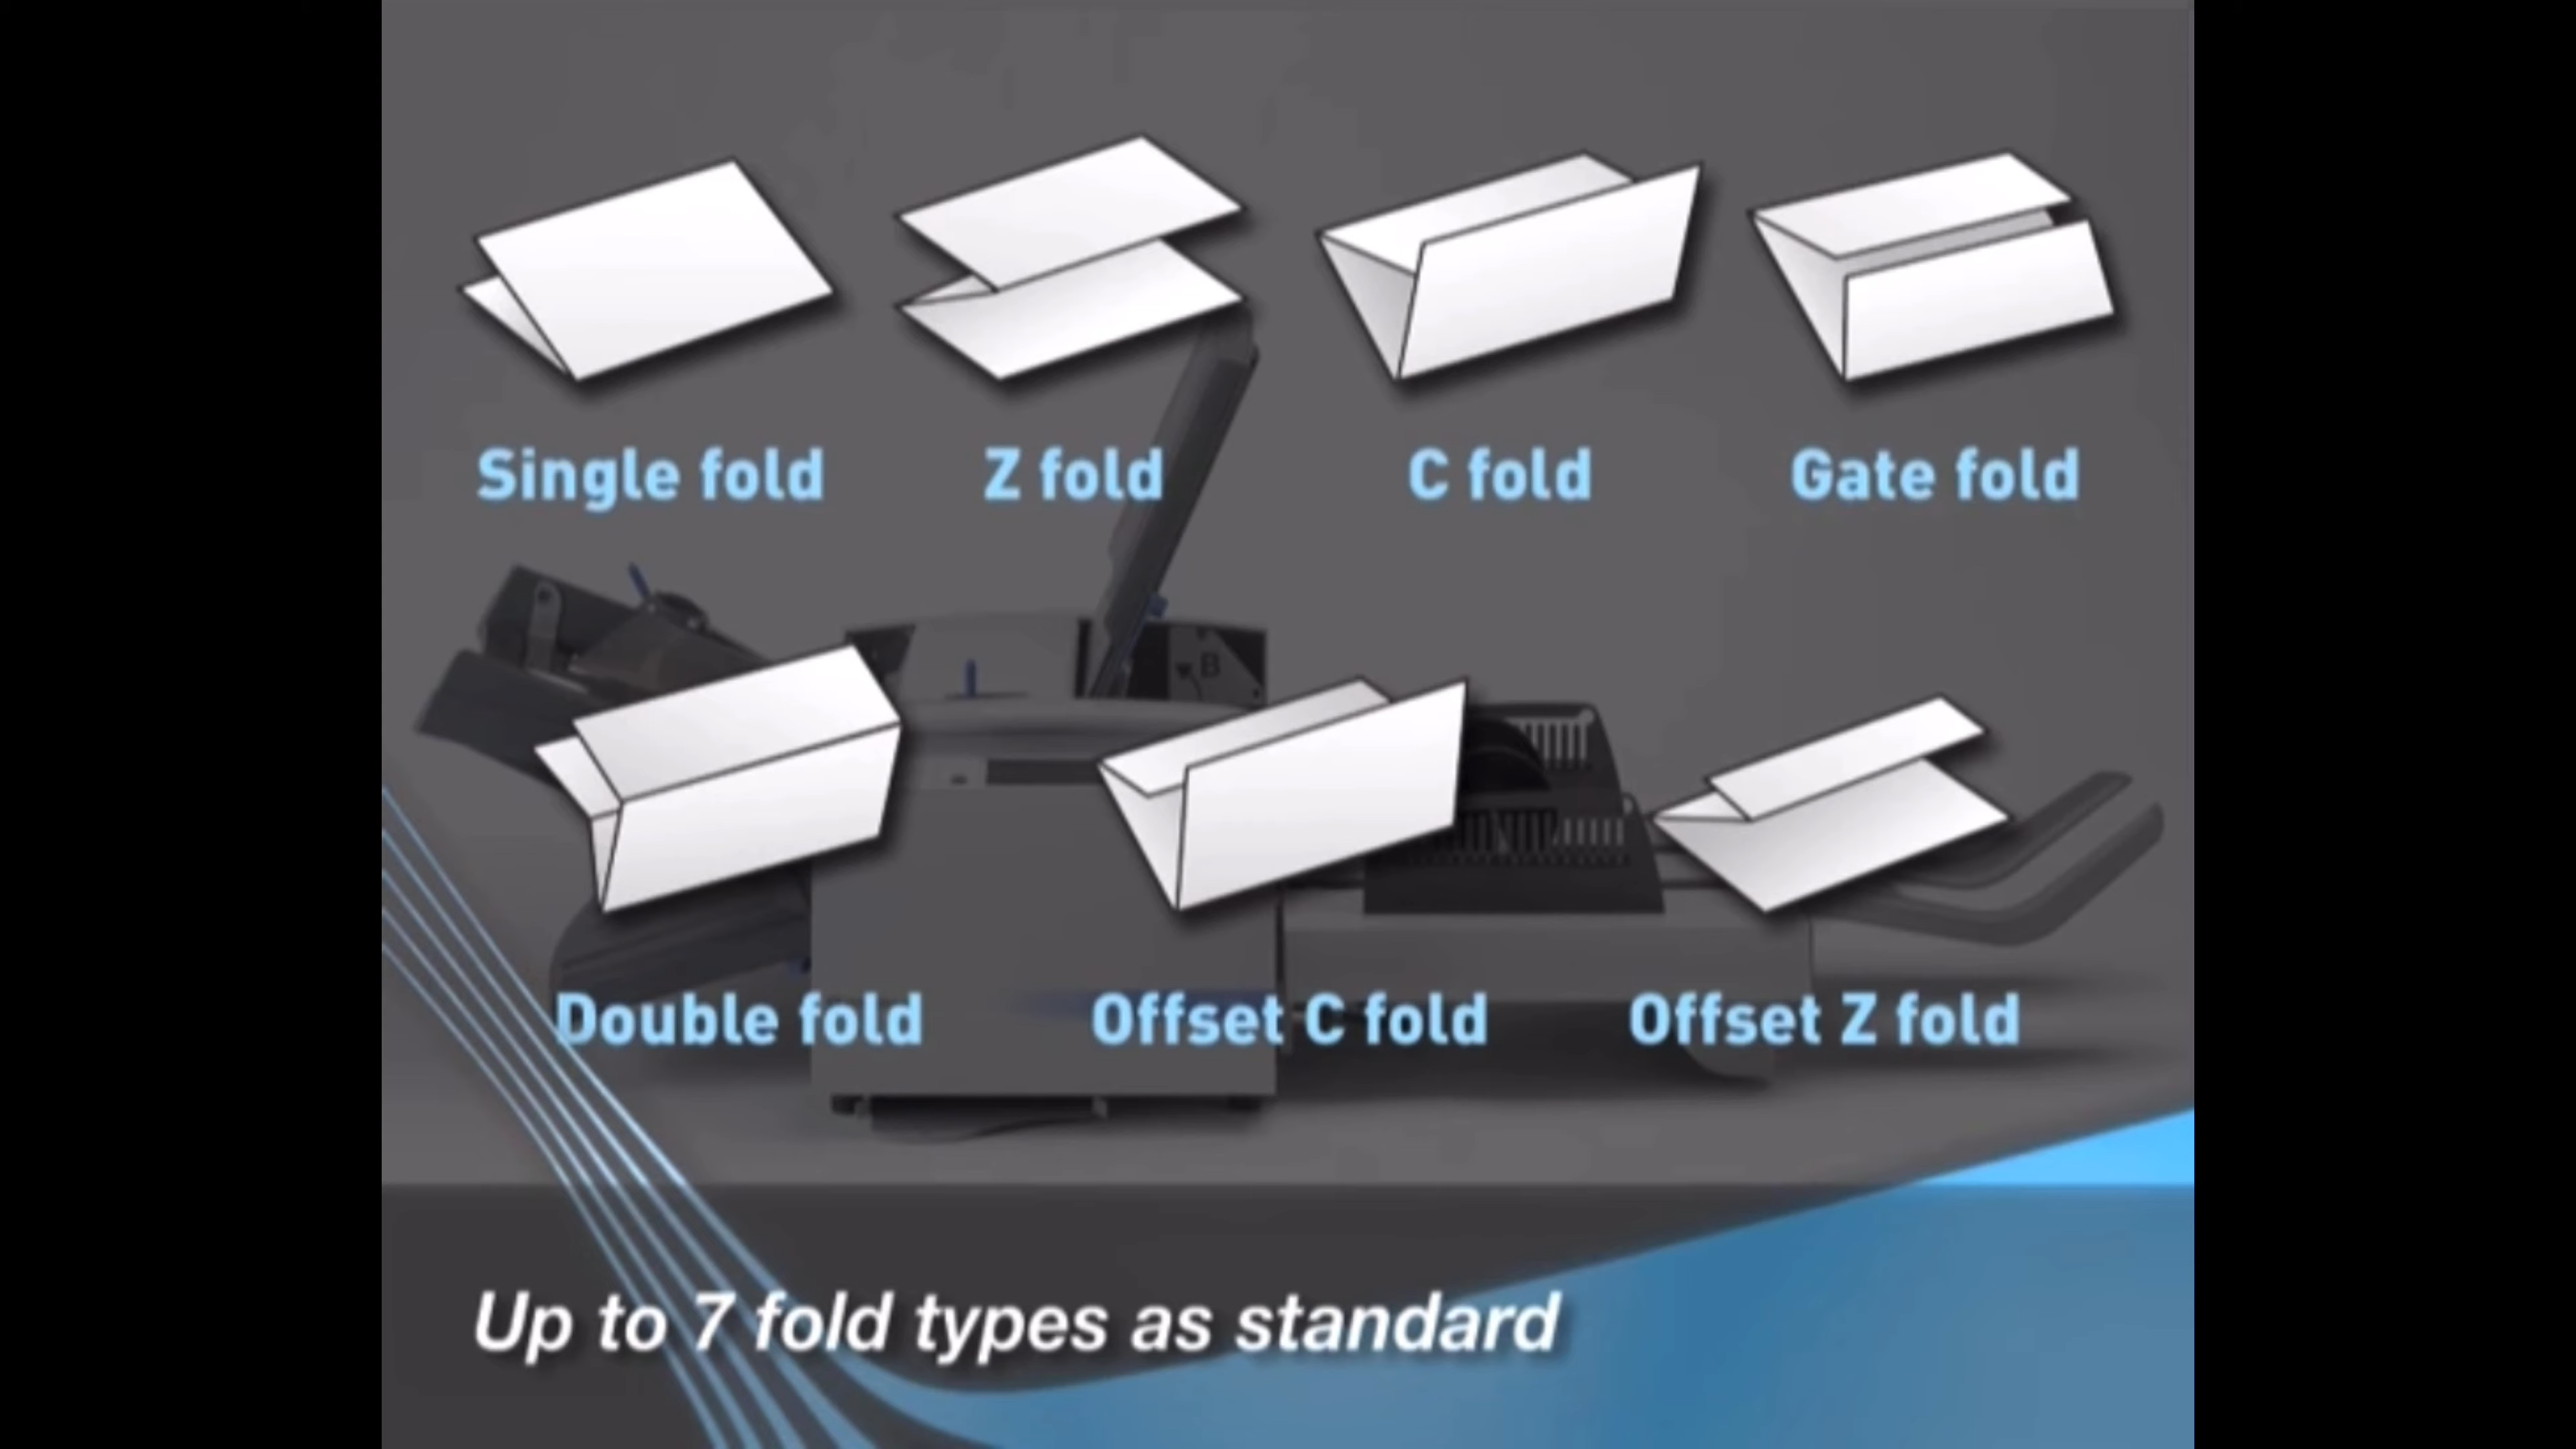 Single fold
Z fold
C fold
Gate fold
B
Double fold
Offset C fold
Offset Z fold
Up to 7 fold types as standard